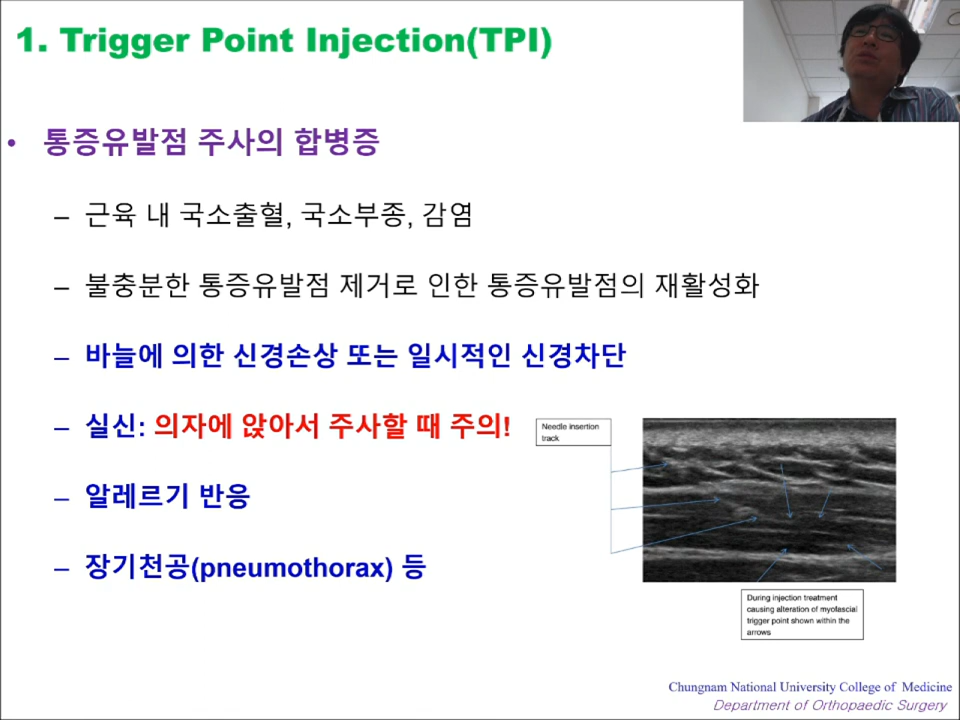 1. Trigger Point Injection(TPI)
• 통증유발점 주사의 합병증
– 근육 내 국소출혈, 국소부종, 감염
– 불충분한 통증유발점 제거로 인한 통증유발점의 재활성화
– 바늘에 의한 신경손상 또는 일시적인 신경차단
– 실신: 의자에 앉아서 주사할 때 주의!
– 알레르기 반응
– 장기천공(pneumothorax) 등
Needle insertion
track
During injection treatment
causing alteration of myofascial
trigger point shown within the
arrows
Chungnam National University College of Medicine
Department of Orthopaedic Surgery